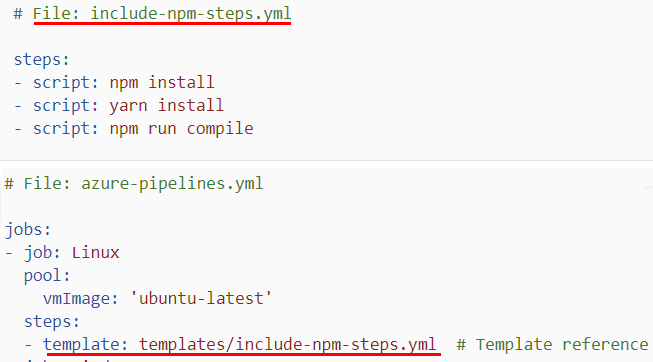 # File: include-npm-steps.yml
steps:
- script: npm install
- script: yarn install
- script: npm run compile
# File: azure-pipelines.yml
jobs:
- job: Linux
pool:
vmImage: 'ubuntu-latest'
steps:
- template: templates/include-npm-steps.yml # Template reference